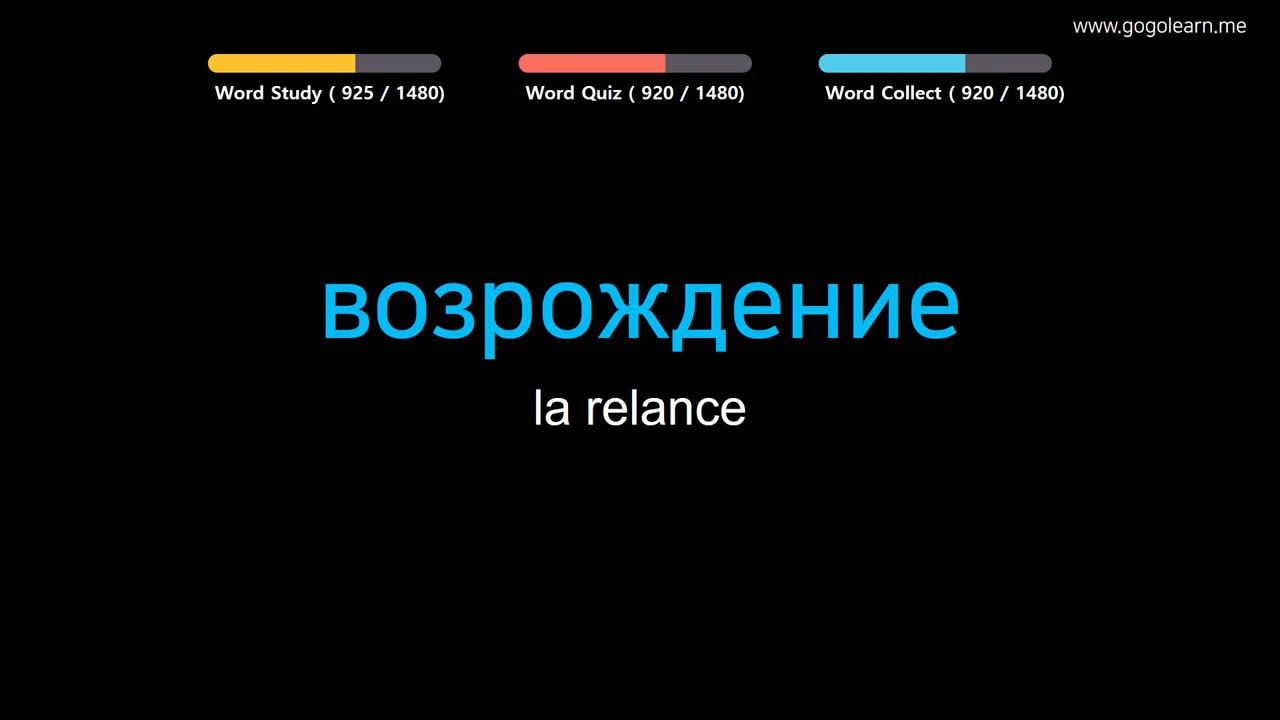 www.gogolearn.me
Word Study ( 925 / 1480)
Word Quiz ( 920 / 1480)
Word Collect ( 920 / 1480)
возрождение
la relance